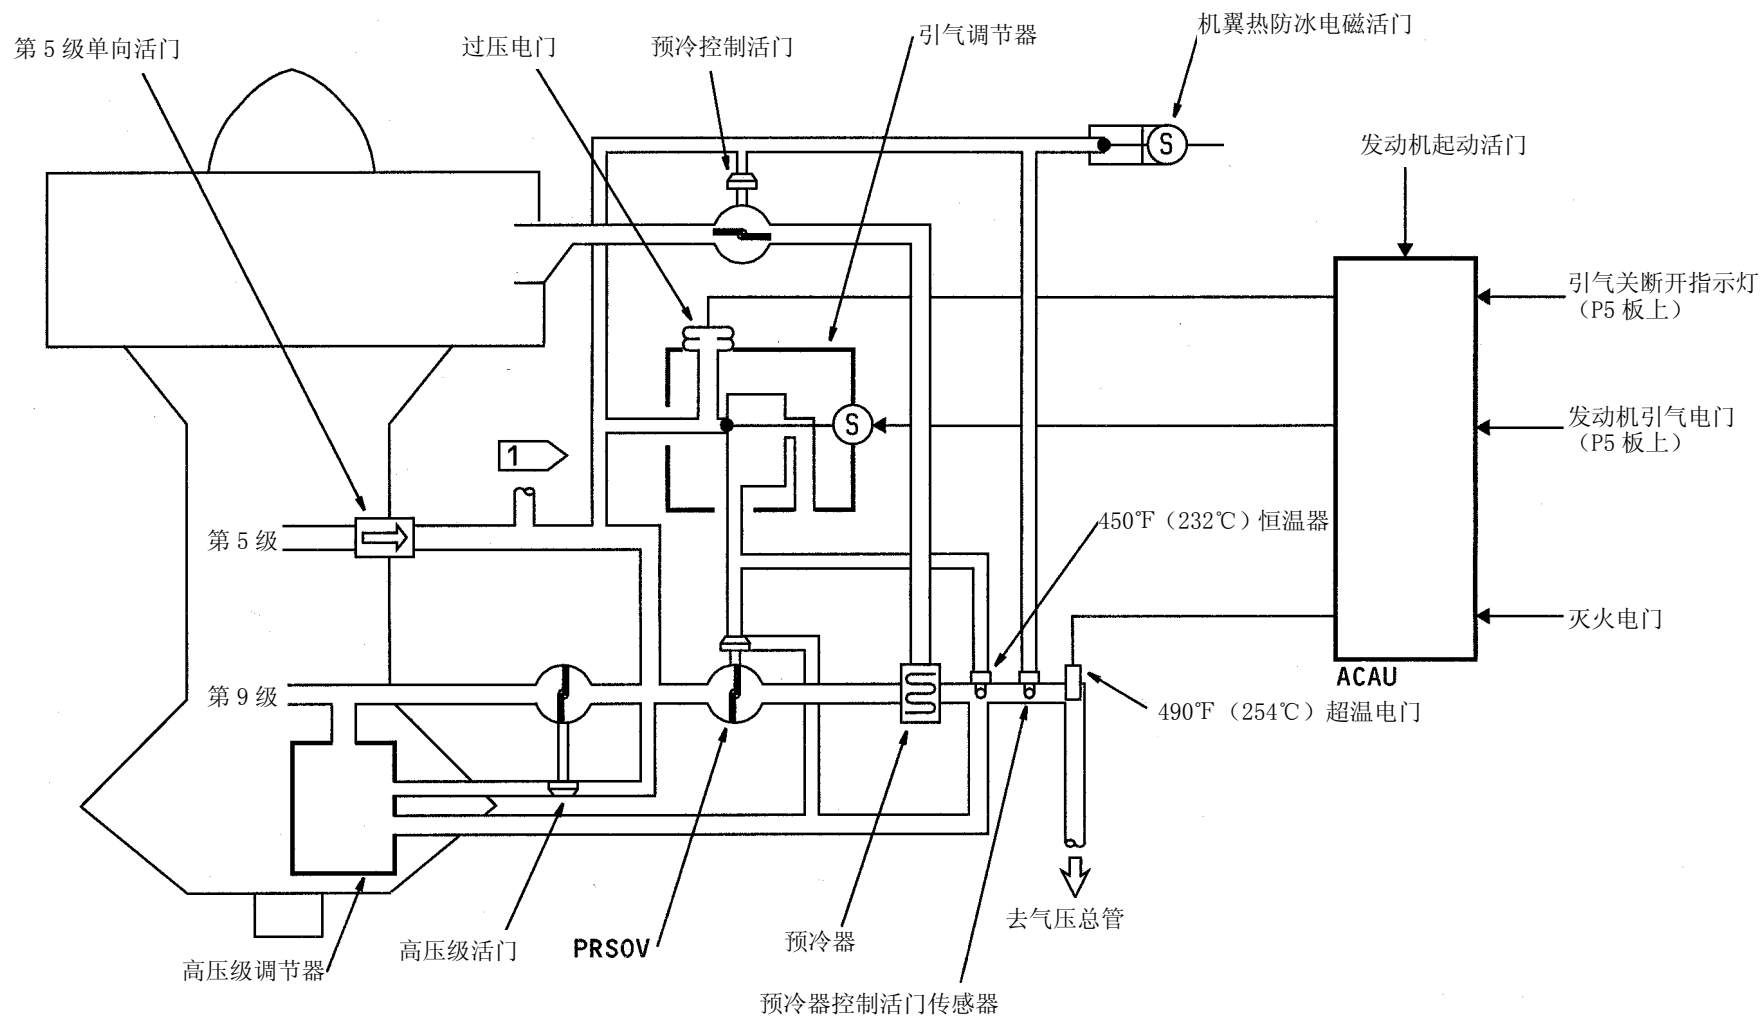 第5级单向活门
过压电门
预冷控制活门
引气调节器
机翼热防冰电磁活门
S
发动机起动活门
引气关断开指示灯
（P5 板上）
S
发动机引气电门
（P5 板上）
1
450℉（232℃）恒温器
第5级
灭火电门
ACAU
第9级
490℉（254℃）超温电门
去气压总管
预冷器
PRSOV
高压级活门
高压级调节器
预冷器控制活门传感器